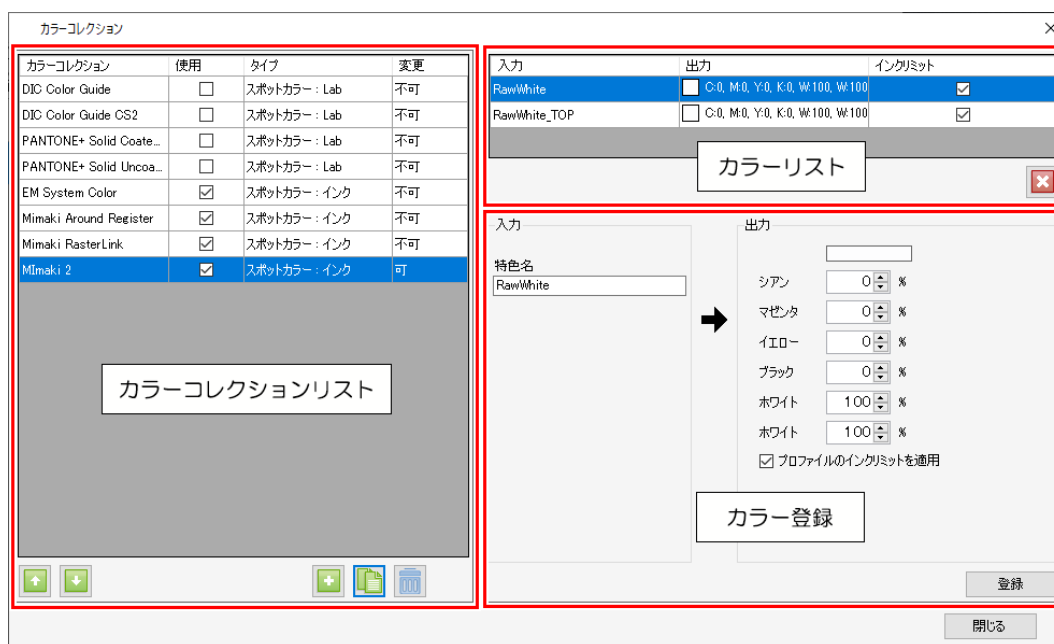 カラーコレクション
カラーコレクション 使用 タイプ 変更
DIC Color Guide スポットカラー : Lab 不可
DIC Color Guide CS2 スポットカラー : Lab 不可
PANTONE+ Solid Coate... スポットカラー : Lab 不可
PANTONE+ Solid Uncoa... スポットカラー : Lab 不可
EM System Color スポットカラー : インク 不可
Mimaki Around Register スポットカラー : インク 不可
Mimaki RasterLink スポットカラー : インク 不可
MImaki 2 スポットカラー : インク 可
カラーコレクションリスト
入力 出力 インクリミット
RawWhite C:0, M:0, Y:0, K:0, W:100, W:100
RawWhite_TOP C:0, M:0, Y:0, K:0, W:100, W:100
カラーリスト
入力
特色名
RawWhite
出力
シアン 0 %
マゼンタ 0 %
イエロー 0 %
ブラック 0 %
ホワイト 100 %
ホワイト 100 %
プロファイルのインクリミットを適用
カラー登録
登録
閉じる